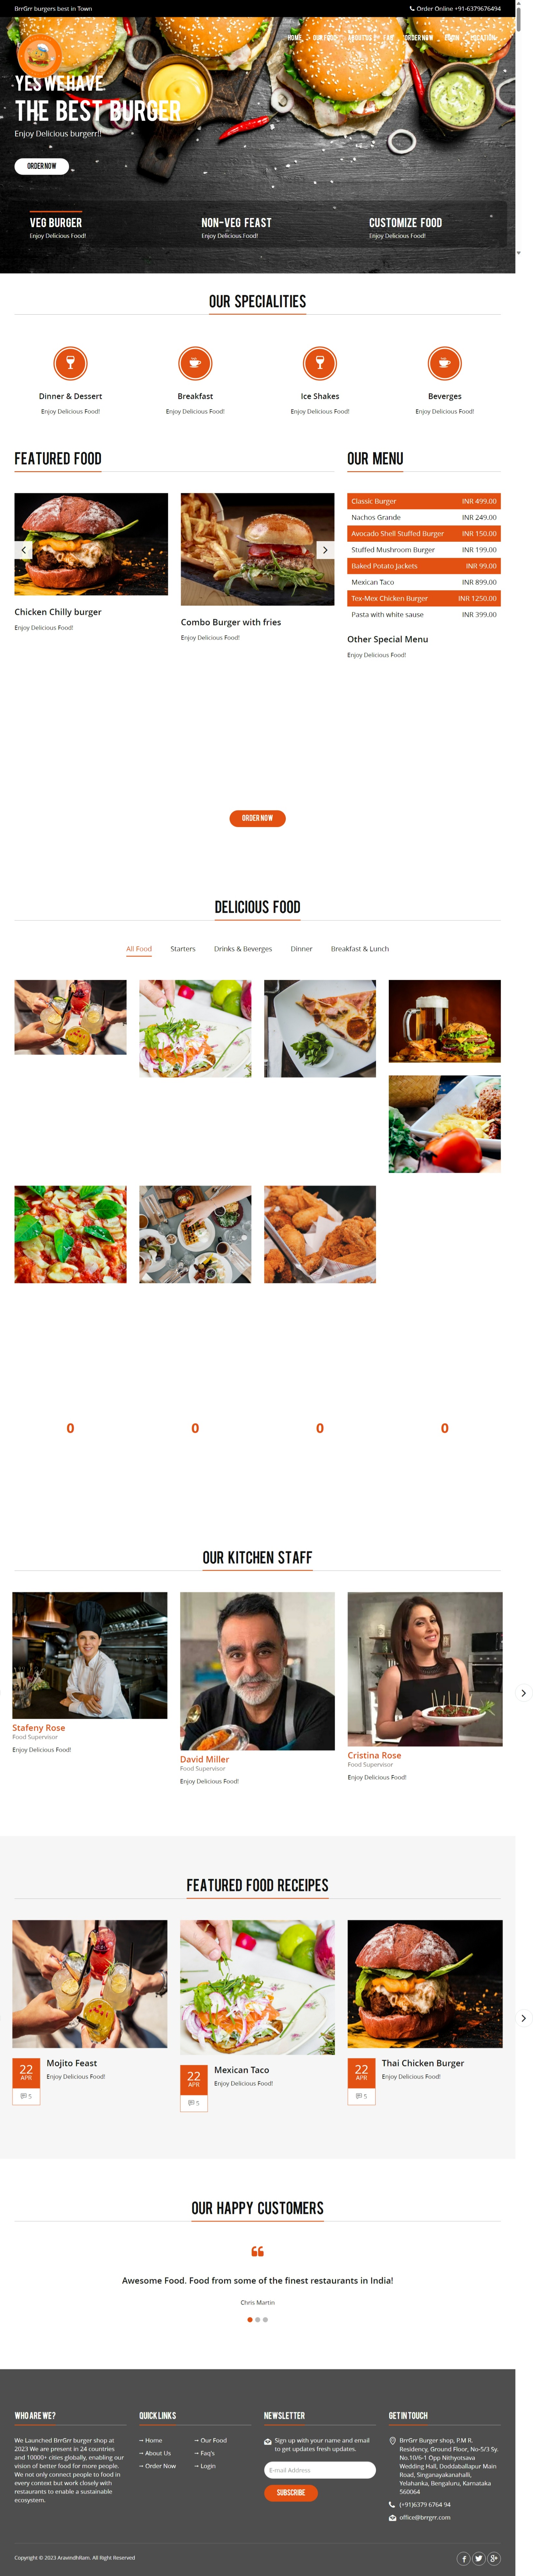 BrrGrr burgers best in Town
Order Online +91-6379676494
HOME OUR FOOD ABOUT US FAQ ORDER NOW LOGIN LOCATION
YES WE HAVE
THE BEST BURGER
Enjoy Delicious burgerr!!
ORDER NOW
VEG BURGER
Enjoy Delicious Food!
NON-VEG FEAST
Enjoy Delicious Food!
CUSTOMIZE FOOD
Enjoy Delicious Food!
OUR SPECIALITIES
Dinner & Dessert
Enjoy Delicious Food!
Breakfast
Enjoy Delicious Food!
Ice Shakes
Enjoy Delicious Food!
Beverges
Enjoy Delicious Food!
FEATURED FOOD
Chicken Chilly burger
Enjoy Delicious Food!
Combo Burger with fries
Enjoy Delicious Food!
OUR MENU
Classic Burger INR 499.00
Nachos Grande INR 249.00
Avocado Shell Stuffed Burger INR 150.00
Stuffed Mushroom Burger INR 199.00
Baked Potato Jackets INR 99.00
Mexican Taco INR 899.00
Tex-Mex Chicken Burger INR 1250.00
Pasta with white sause INR 399.00
Other Special Menu
Enjoy Delicious Food!
ORDER NOW
DELICIOUS FOOD
All Food Starters Drinks & Beverges Dinner Breakfast & Lunch
0 0 0 0
OUR KITCHEN STAFF
Stafeny Rose
Food Supervisor
Enjoy Delicious Food!
David Miller
Food Supervisor
Enjoy Delicious Food!
Cristina Rose
Food Supervisor
Enjoy Delicious Food!
FEATURED FOOD RECEIPES
22
APR
5
Mojito Feast
Enjoy Delicious Food!
22
APR
5
Mexican Taco
Enjoy Delicious Food!
22
APR
5
Thai Chicken Burger
Enjoy Delicious Food!
OUR HAPPY CUSTOMERS
Awesome Food. Food from some of the finest restaurants in India!
Chris Martin
WHO ARE WE?
We Launched BrrGrr burger shop at
2023 We are present in 24 countries
and 10000+ cities globally, enabling our
vision of better food for more people.
We not only connect people to food in
every context but work closely with
restaurants to enable a sustainable
ecosystem.
QUICK LINKS
Home
About Us
Order Now
Our Food
Faq's
Login
NEWSLETTER
Sign up with your name and email
to get updates fresh updates.
E-mail Address
SUBSCRIBE
GET IN TOUCH
BrrGrr Burger shop, P.M R.
Residency, Ground Floor, No-5/3 Sy.
No.10/6-1 Opp Nithyotsava
Wedding Hall, Doddaballapur Main
Road, Singanayakanahalli,
Yelahanka, Bengaluru, Karnataka
560064
(+91)6379 6764 94
office@brrgrr.com
Copyright © 2023 Aravindhillam. All Right Reserved